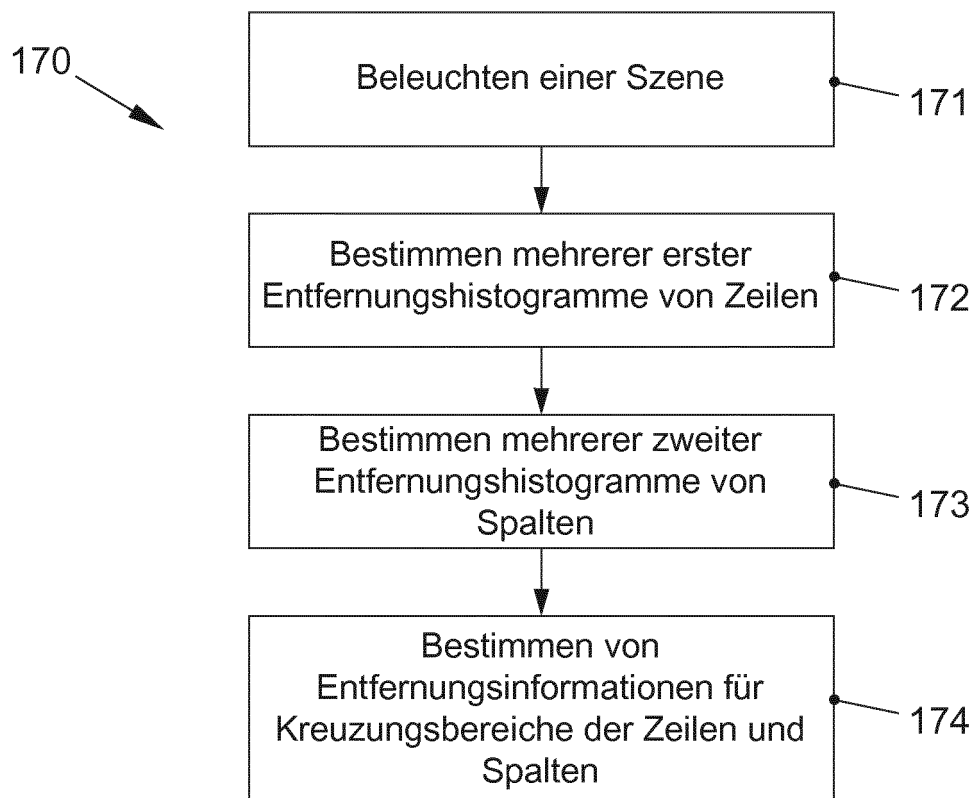 170
Beleuchten einer Szene
171
Bestimmen mehrerer erster
Entfernungshistogramme von Zeilen
172
Bestimmen mehrerer zweiter
Entfernungshistogramme von
Spalten
173
Bestimmen von
Entfernungsinformationen für
Kreuzungsbereiche der Zeilen und
Spalten
174